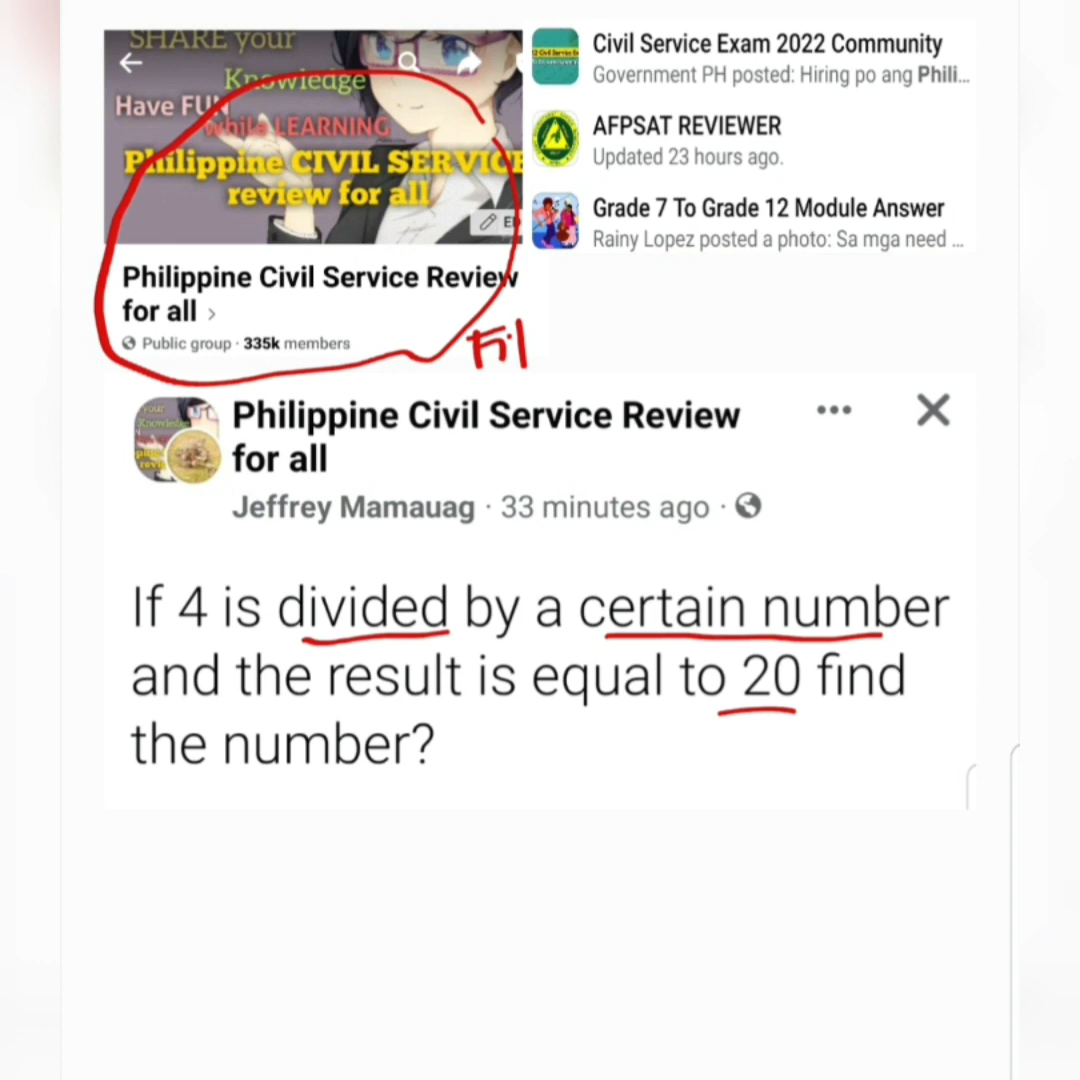 SHARE your
Knowledge
Have FUN
while LEARNING
Philippine CIVIL SERVICE
review for all
Philippine Civil Service Review
for all
Public group · 335k members
Civil Service Exam 2022 Community
Government PH posted: Hiring po ang Phili...
AFPSAT REVIEWER
Updated 23 hours ago.
Grade 7 To Grade 12 Module Answer
Rainy Lopez posted a photo: Sa mga need ...
Philippine Civil Service Review
for all
Jeffrey Mamauag · 33 minutes ago ·
If 4 is divided by a certain number
and the result is equal to 20 find
the number?